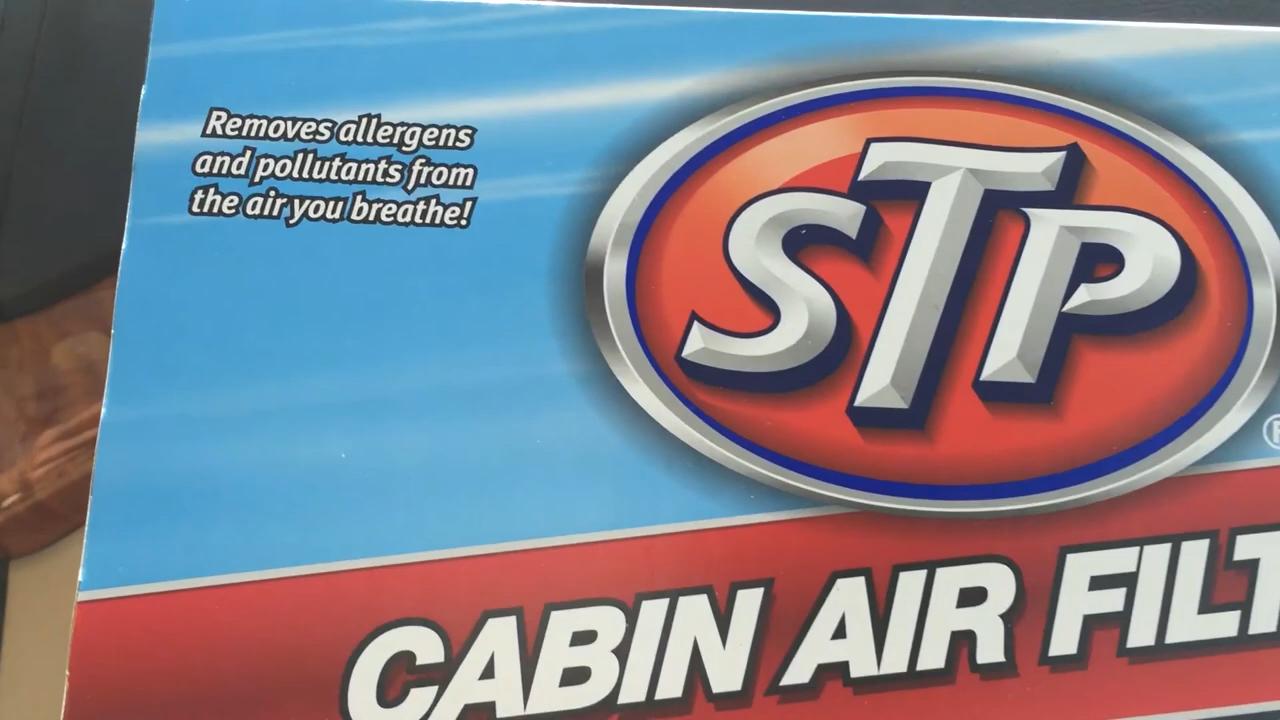 Removes allergens
and pollutants from
the air you breathe!
STP
®
CABIN AIR FILT